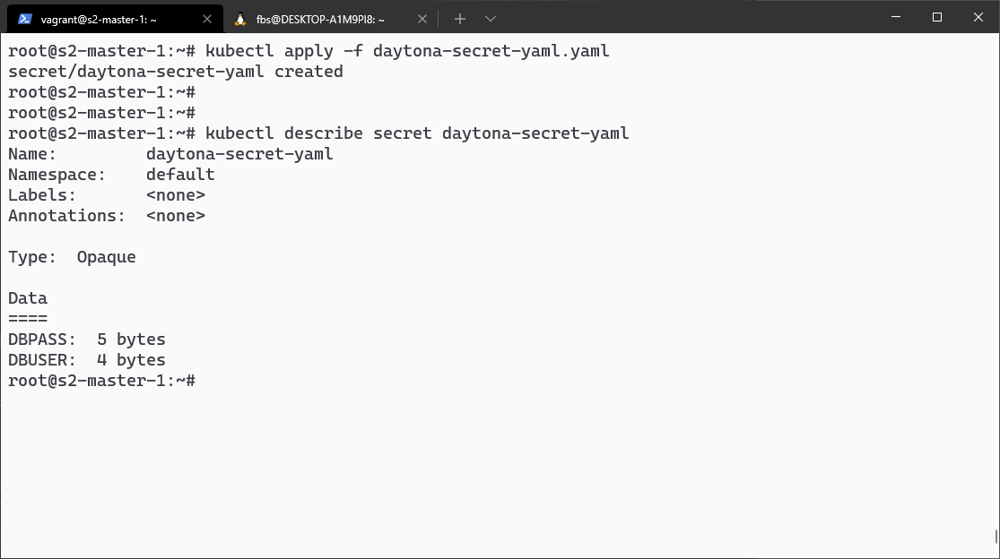 vagrant@s2-master-1: ~
fbs@DESKTOP-A1M9PI8: ~
root@s2-master-1:~# kubectl apply -f daytona-secret-yaml.yaml
secret/daytona-secret-yaml created
root@s2-master-1:~#
root@s2-master-1:~#
root@s2-master-1:~# kubectl describe secret daytona-secret-yaml
Name:         daytona-secret-yaml
Namespace:    default
Labels:       <none>
Annotations:  <none>
Type:  Opaque
Data
====
DBPASS:  5 bytes
DBUSER:  4 bytes
root@s2-master-1:~#